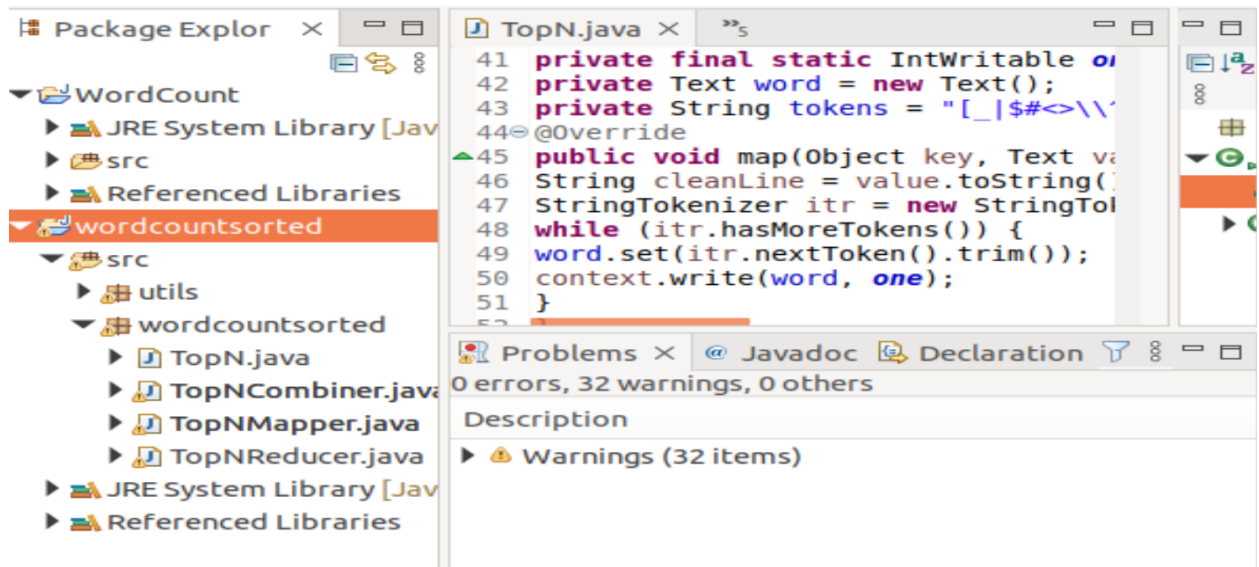 Package Explor
WordCount
JRE System Library [Jav
src
Referenced Libraries
wordcountsorted
src
utils
wordcountsorted
TopN.java
TopNCombiner.java
TopNMapper.java
TopNReducer.java
JRE System Library [Jav
Referenced Libraries
TopN.java »5
41 private final static IntWritable on
42 private Text word = new Text();
43 private String tokens = "[_|$#<>\\^
44 @Override
45 public void map(Object key, Text va
46 String cleanLine = value.toString()
47 StringTokenizer itr = new StringTok
48 while (itr.hasMoreTokens()) {
49 word.set(itr.nextToken().trim());
50 context.write(word, one);
51 }
Problems @ Javadoc Declaration
0 errors, 32 warnings, 0 others
Description
Warnings (32 items)